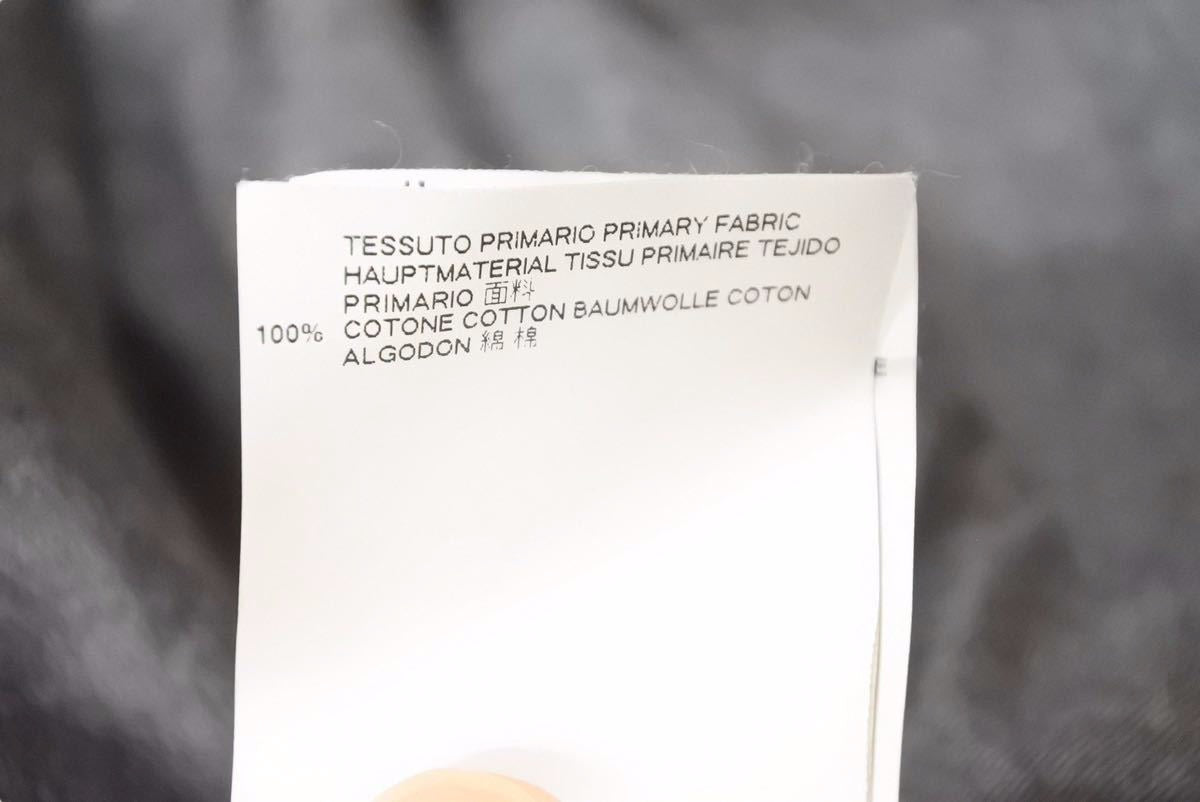 TESSUTO PRIMARIO PRIMARY FABRIC
HAUPTMATERIAL TISSU PRIMAIRE TEJIDO
PRIMARIO 面料
100% COTONE COTTON BAUMWOLLE COTON
ALGODON 綿 棉
E